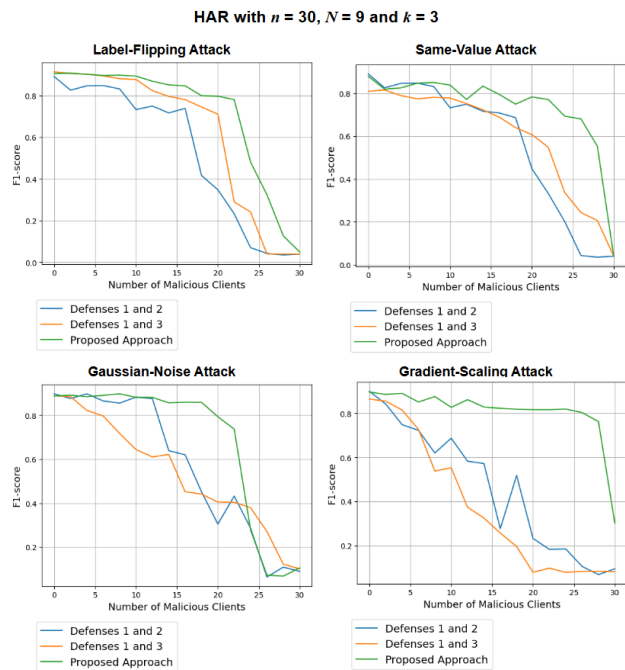 HAR with n = 30, N = 9 and k = 3
Label-Flipping Attack
F1-score
0.8
0.6
0.4
0.2
0.0
0 5 10 15 20 25 30
Number of Malicious Clients
Defenses 1 and 2
Defenses 1 and 3
Proposed Approach
Same-Value Attack
F1-score
0.8
0.6
0.4
0.2
0.0
0 5 10 15 20 25 30
Number of Malicious Clients
Defenses 1 and 2
Defenses 1 and 3
Proposed Approach
Gaussian-Noise Attack
F1-score
0.8
0.6
0.4
0.2
0 5 10 15 20 25 30
Number of Malicious Clients
Defenses 1 and 2
Defenses 1 and 3
Proposed Approach
Gradient-Scaling Attack
F1-score
0.8
0.6
0.4
0.2
0 5 10 15 20 25 30
Number of Malicious Clients
Defenses 1 and 2
Defenses 1 and 3
Proposed Approach